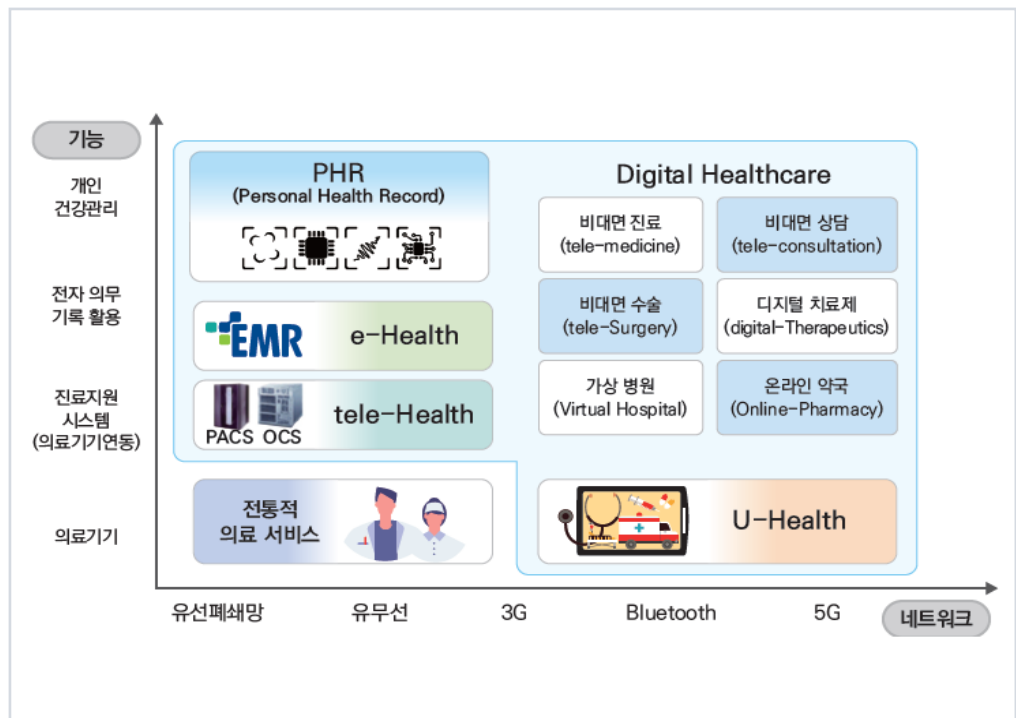 기능
개인
건강관리
전자 의무
기록 활용
진료지원
시스템
(의료기기연동)
의료기기
PHR
(Personal Health Record)
EMR
e-Health
PACS OCS
tele-Health
전통적
의료 서비스
Digital Healthcare
비대면 진료
(tele-medicine)
비대면 상담
(tele-consultation)
비대면 수술
(tele-Surgery)
디지털 치료제
(digital-Therapeutics)
가상 병원
(Virtual Hospital)
온라인 약국
(Online-Pharmacy)
U-Health
유선폐쇄망 유무선 3G Bluetooth 5G
네트워크